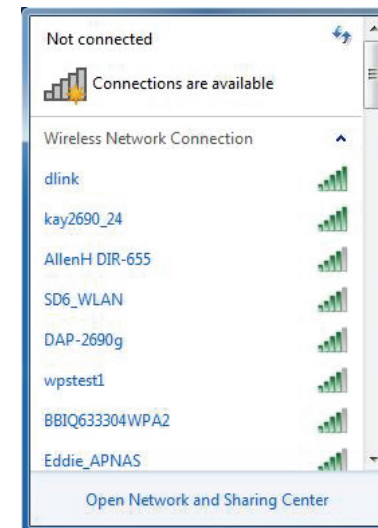 Not connected
Connections are available
Wireless Network Connection
dlink
kay2690_24
AllenH DIR-655
SD6_WLAN
DAP-2690g
wpstest1
BBIQ633304WPA2
Eddie_APNAS
Open Network and Sharing Center